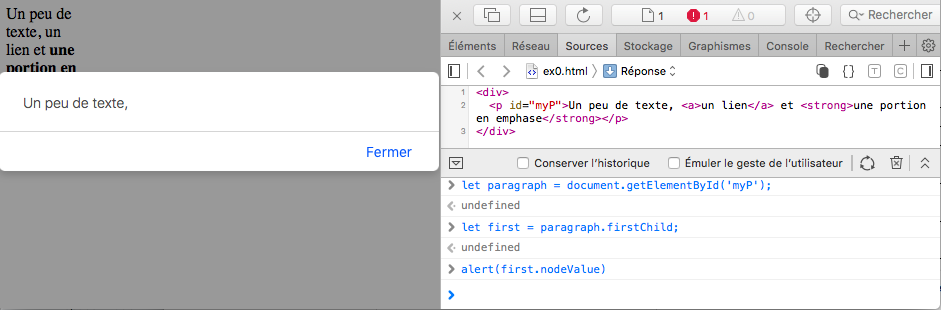 Un peu de
texte, un
lien et une
portion en
Un peu de texte,
Fermer
1 1 0 Rechercher
Éléments Réseau Sources Stockage Graphismes Console Rechercher
ex0.html Réponse T C
1 <div>
2 <p id="myP">Un peu de texte, <a>un lien</a> et <strong>une portion
en emphase</strong></p>
3 </div>
Conserver l'historique Émuler le geste de l'utilisateur
> let paragraph = document.getElementById('myP');
undefined
> let first = paragraph.firstChild;
undefined
> alert(first.nodeValue)
>